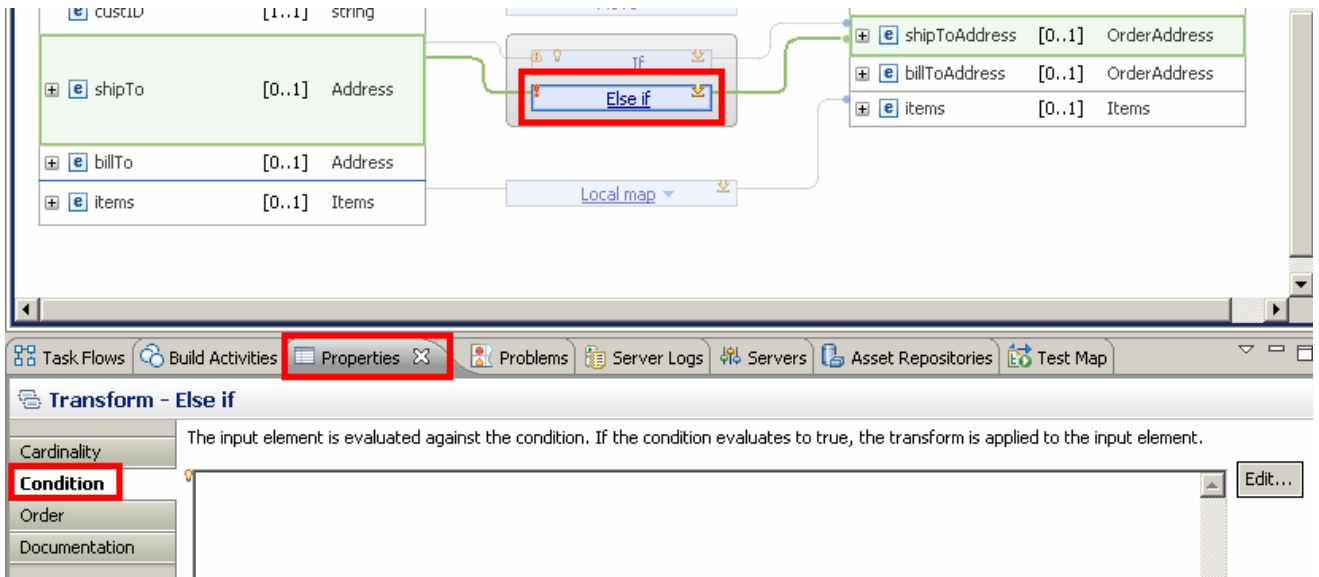 custID [1..1] string
If
shipToAddress [0..1] OrderAddress
billToAddress [0..1] OrderAddress
shipTo [0..1] Address
Else if
items [0..1] Items
billTo [0..1] Address
items [0..1] Items
Local map
Task Flows Build Activities Properties Problems Server Logs Servers Asset Repositories Test Map
Transform - Else if
The input element is evaluated against the condition. If the condition evaluates to true, the transform is applied to the input element.
Cardinality
Condition
Edit...
Order
Documentation